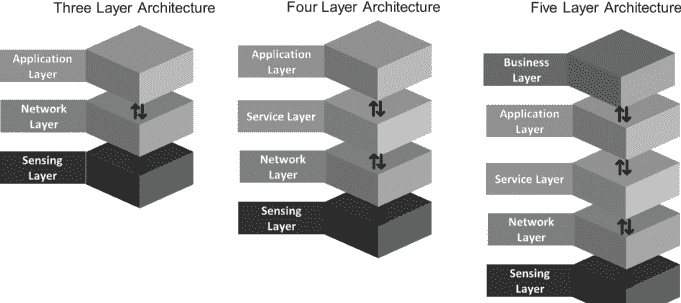 Three Layer Architecture
Application
Layer
Network
Layer
Sensing
Layer
Four Layer Architecture
Application
Layer
Service Layer
Network
Layer
Sensing
Layer
Five Layer Architecture
Business
Layer
Application
Layer
Service Layer
Network
Layer
Sensing
Layer